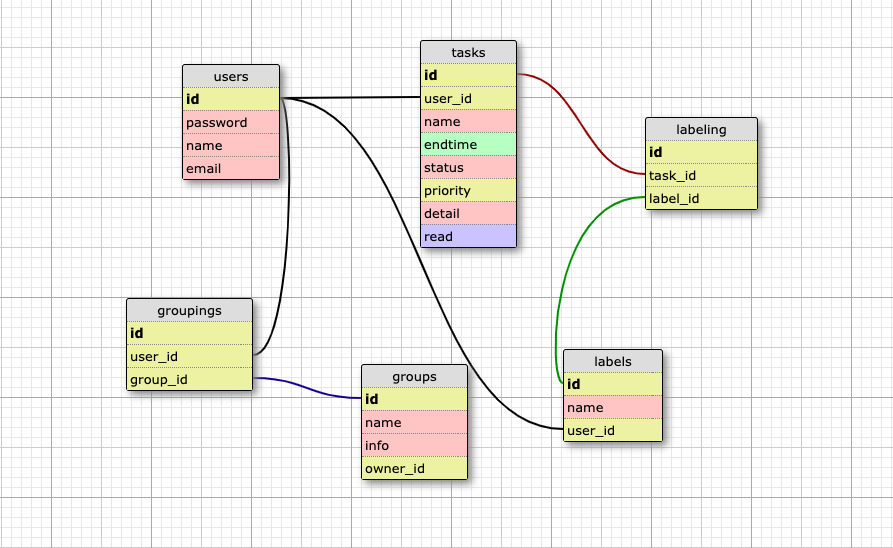 users
id
password
name
email
tasks
id
user_id
name
endtime
status
priority
detail
read
labeling
id
task_id
label_id
groupings
id
user_id
group_id
groups
id
name
info
owner_id
labels
id
name
user_id